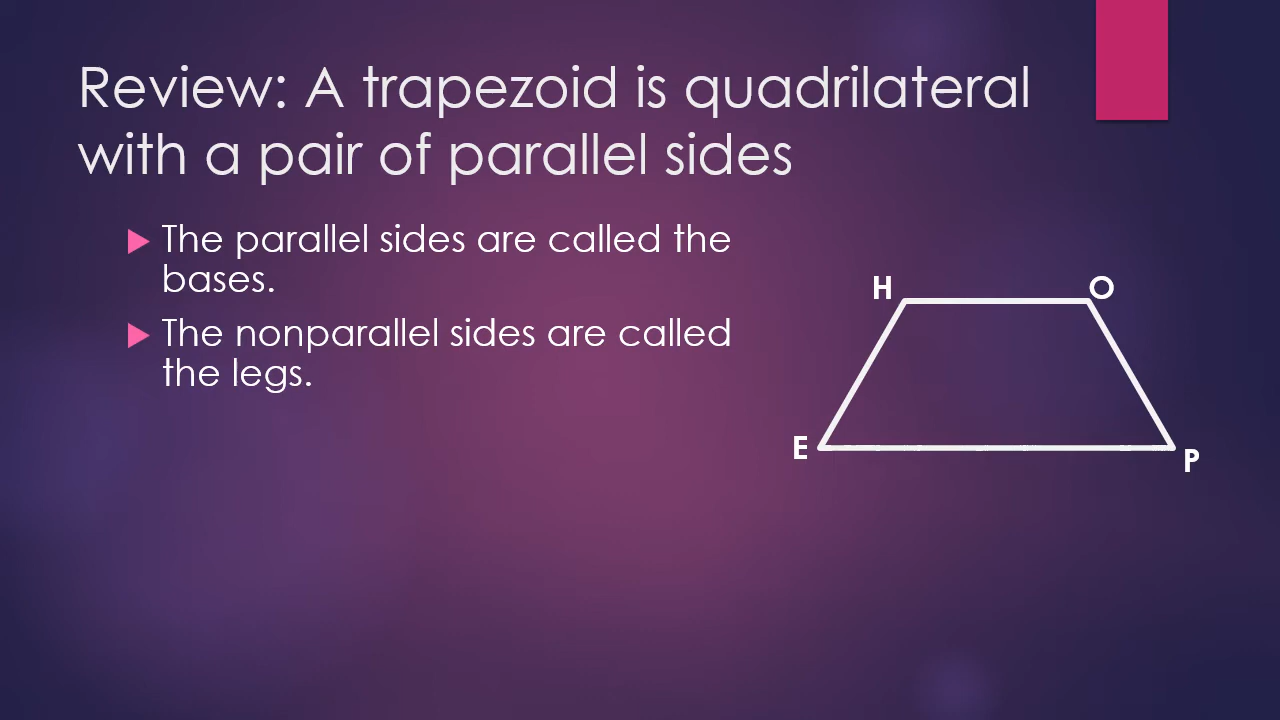 Review: A trapezoid is quadrilateral
with a pair of parallel sides
The parallel sides are called the
bases.
The nonparallel sides are called
the legs.
H
O
E
P